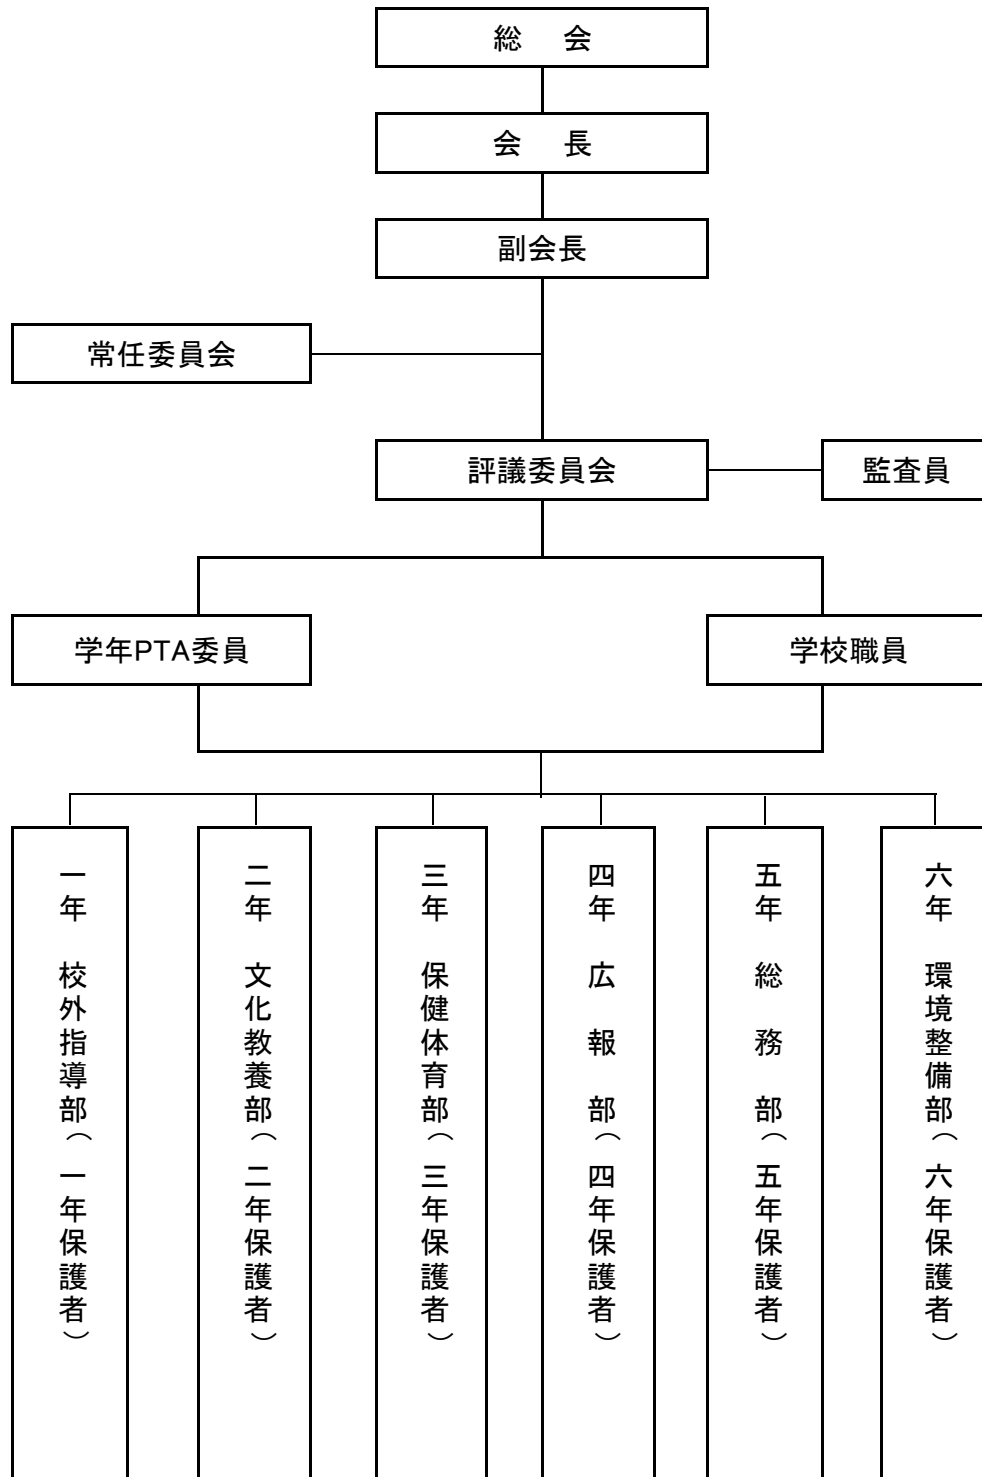 総　会
会　長
副会長
常任委員会
評議委員会
監査員
学年PTA委員
学校職員
一年　校外指導部（一年保護者）
二年　文化教養部（二年保護者）
三年　保健体育部（三年保護者）
四年　広　報　部（四年保護者）
五年　総　務　部（五年保護者）
六年　環境整備部（六年保護者）